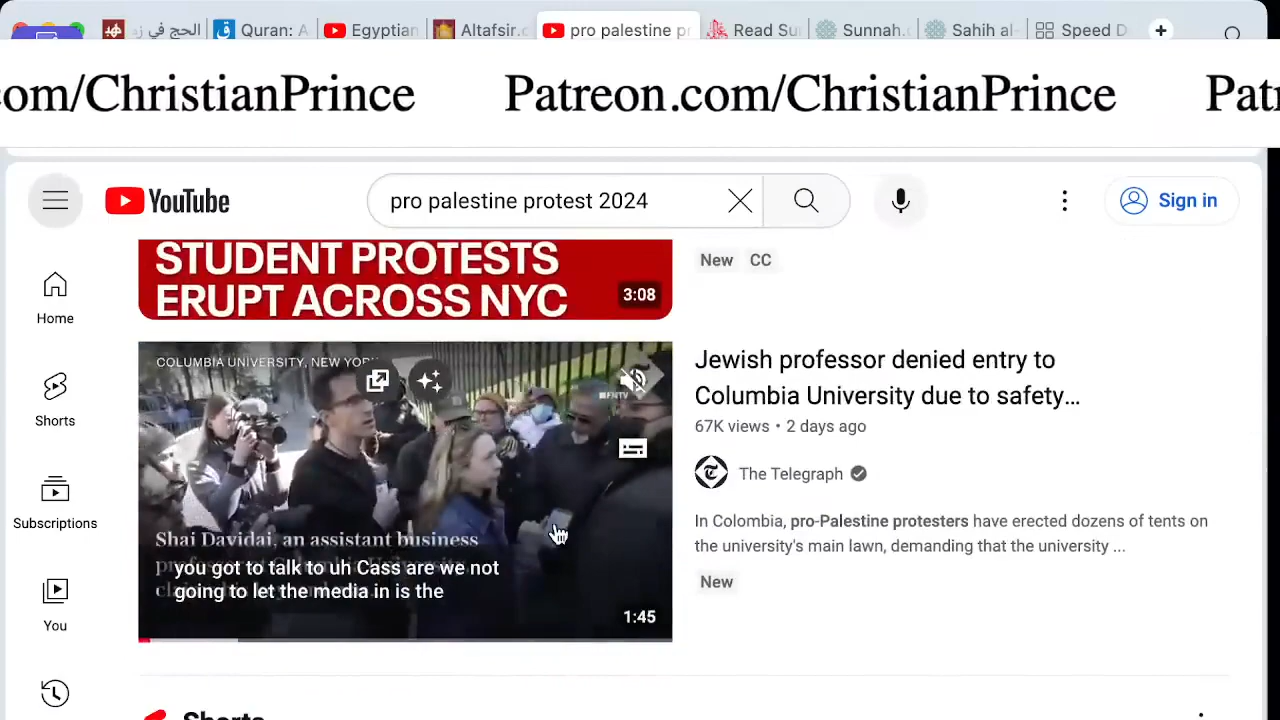 الحج في زم
Quran: A
Egyptian
Altafsir.c
pro palestine pr
Read Su
Sunnah.
Sahih al-
Speed D
om/ChristianPrince Patreon.com/ChristianPrince Patr
YouTube
pro palestine protest 2024
Sign in
Home
Shorts
Subscriptions
You
STUDENT PROTESTS
ERUPT ACROSS NYC
3:08
New CC
COLUMBIA UNIVERSITY, NEW YOR
Shai Davidai, an assistant business
you got to talk to uh Cass are we not
going to let the media in is the
1:45
Jewish professor denied entry to
Columbia University due to safety...
67K views • 2 days ago
The Telegraph
In Colombia, pro-Palestine protesters have erected dozens of tents on
the university's main lawn, demanding that the university ...
New
Shorts